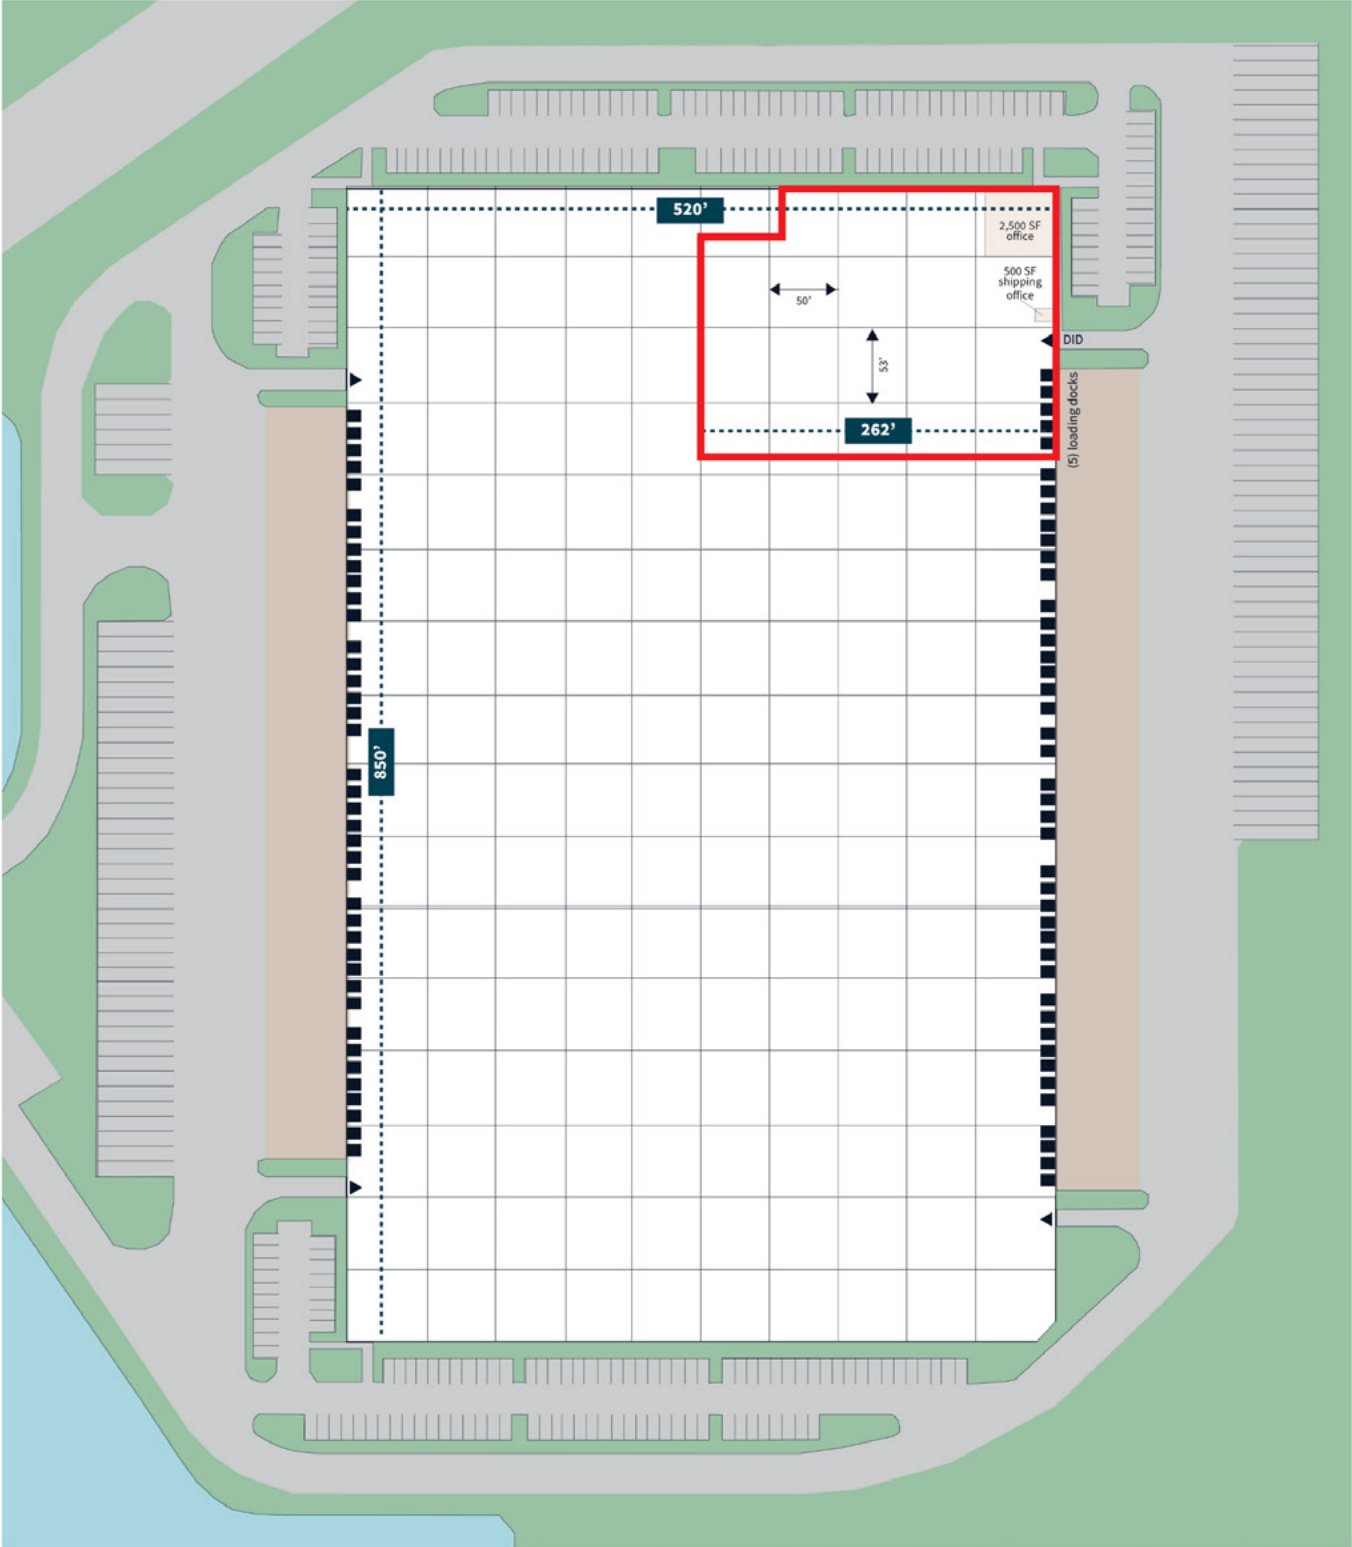 520’
2,500 SF
office
500 SF
shipping
office
50’
DID
53’
(5) loading docks
262’
850’